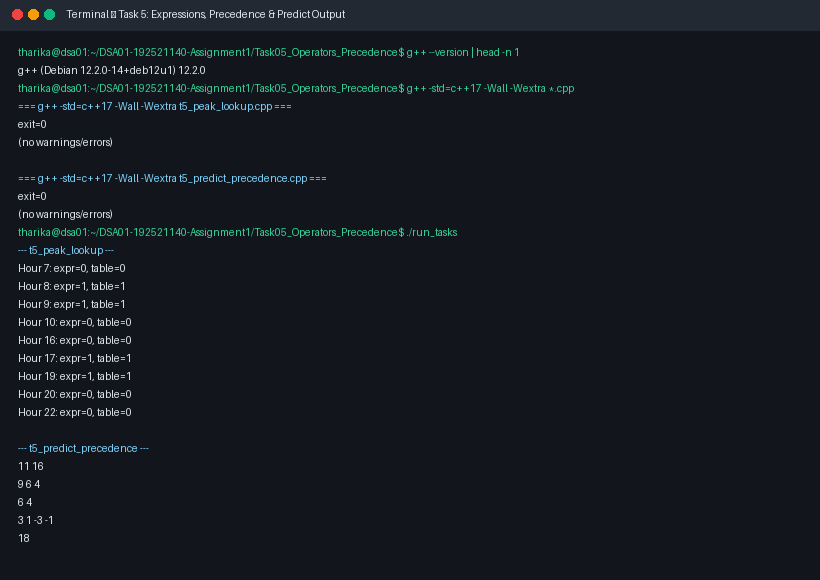 Terminal ▯ Task 5: Expressions, Precedence & Predict Output
tharika@dsa01:~/DSA01-192521140-Assignment1/Task05_Operators_Precedence$ g++ --version | head -n 1
g++ (Debian 12.2.0-14+deb12u1) 12.2.0
tharika@dsa01:~/DSA01-192521140-Assignment1/Task05_Operators_Precedence$ g++ -std=c++17 -Wall -Wextra *.cpp
=== g++ -std=c++17 -Wall -Wextra t5_peak_lookup.cpp ===
exit=0
(no warnings/errors)
=== g++ -std=c++17 -Wall -Wextra t5_predict_precedence.cpp ===
exit=0
(no warnings/errors)
tharika@dsa01:~/DSA01-192521140-Assignment1/Task05_Operators_Precedence$ ./run_tasks
--- t5_peak_lookup ---
Hour 7: expr=0, table=0
Hour 8: expr=1, table=1
Hour 9: expr=1, table=1
Hour 10: expr=0, table=0
Hour 16: expr=0, table=0
Hour 17: expr=1, table=1
Hour 19: expr=1, table=1
Hour 20: expr=0, table=0
Hour 22: expr=0, table=0
--- t5_predict_precedence ---
11 16
9 6 4
6 4
3 1 -3 -1
18